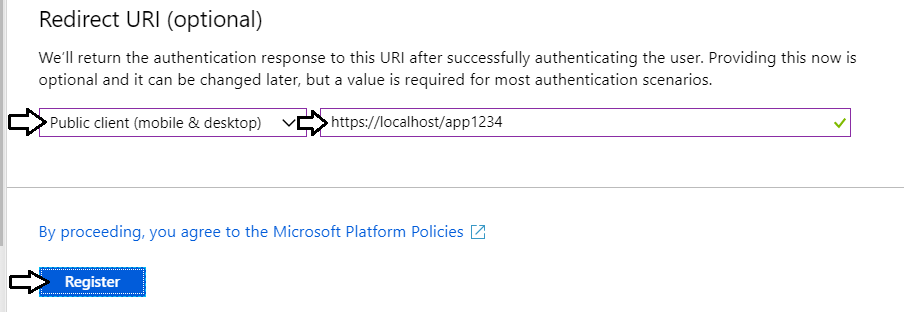 Redirect URI (optional)
We'll return the authentication response to this URI after successfully authenticating the user. Providing this now is
optional and it can be changed later, but a value is required for most authentication scenarios.
Public client (mobile & desktop) https://localhost/app1234
By proceeding, you agree to the Microsoft Platform Policies
Register